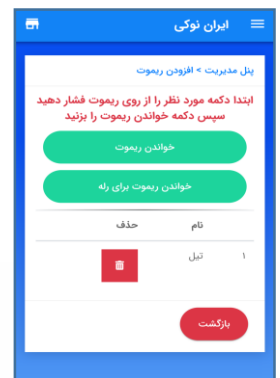 ایران نوکی
پنل مدیریت > افزودن ریموت
ابتدا دکمه مورد نظر را از روی ریموت فشار دهید
سپس دکمه خواندن ریموت را بزنید
خواندن ریموت
خواندن ریموت برای رله
نام حذف
۱ تیل
بازگشت